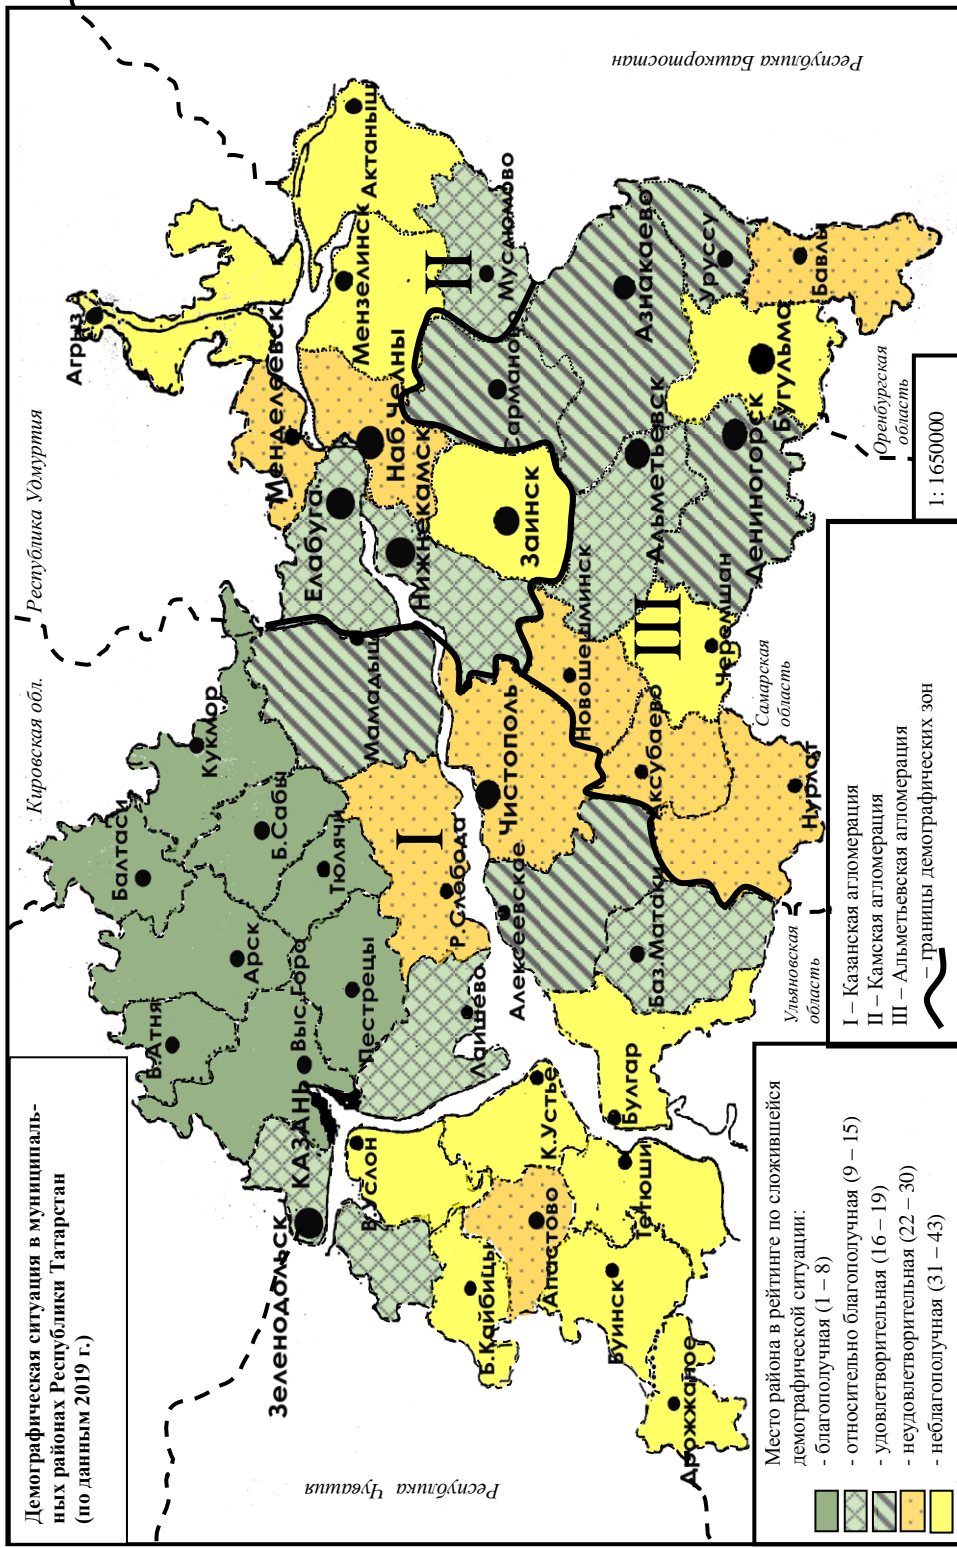 Демографическая ситуация в муниципаль-
ных районах Республики Татарстан
(по данным 2019 г.)
Кировская обл.
Республика Удмуртия
Республика Башкортостан
Республика Чувашия
Ульяновская
область
Самарская
область
Оренбургская
область
Агрыз
Балтаси
Кукмор
Б.Атня
Арск
Б.Сабы
Менделеевск
Елабуга
Мензелинск
Актаныш
Зеленодольск
КАЗАНЬ
Выс.Гора
Пестрецы
Тюлячи
Мамадыш
Наб.Челны
Нижнекамск
II
Муслюмово
В.Услон
Лаишево
Р.Слобода
I
Чистополь
Заинск
Сарманово
Б.Кайбицы
Апастово
К.Устье
Алексеевское
Новошешминск
Альметьевск
Азнакаево
Буинск
Тетюши
Булгар
Баз.Матаки
Аксубаево
III
Черемшан
Лениногорск
Уруссу
Дрожжаное
Нурлат
Бугульма
Бавлы
Место района в рейтинге по сложившейся
демографической ситуации:
- благополучная (1 – 8)
- относительно благополучная (9 – 15)
- удовлетворительная (16 – 19)
- неудовлетворительная (22 – 30)
- неблагополучная (31 – 43)
I – Казанская агломерация
II – Камская агломерация
III – Альметьевская агломерация
– границы демографических зон
1: 1650000